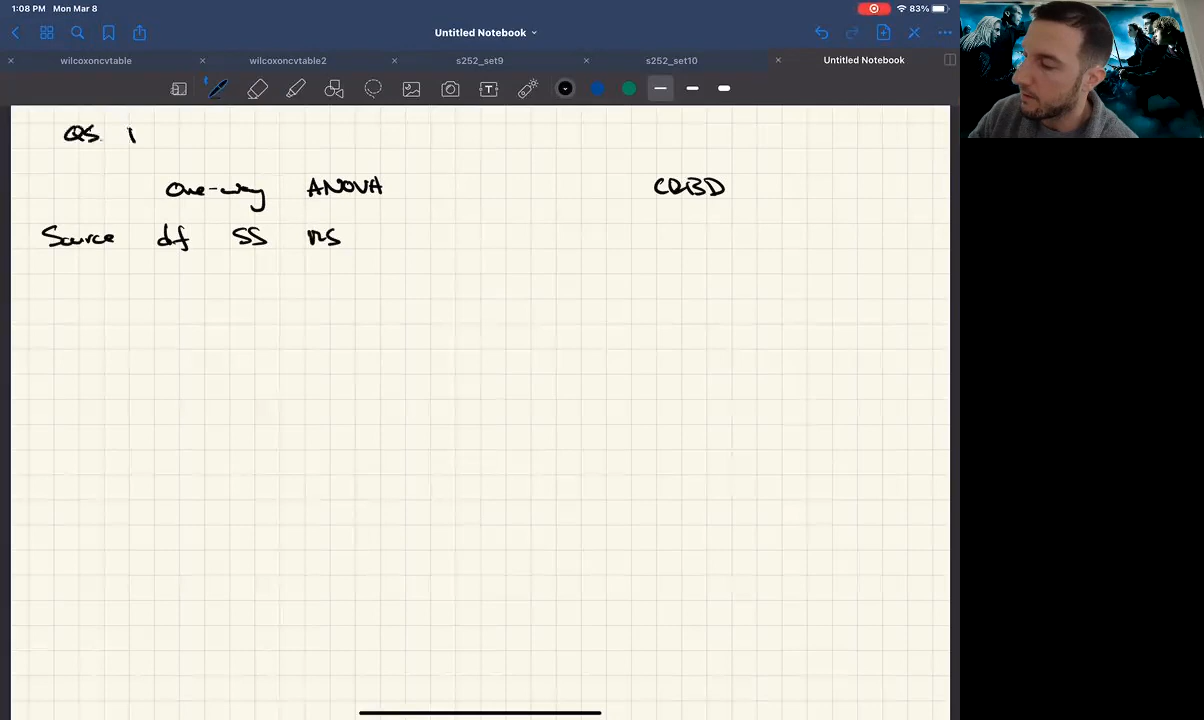 1:08 PM Mon Mar 8
83%
Untitled Notebook
wilcoxoncvtable
wilcoxoncvtable2
s252_set9
s252_set10
Untitled Notebook
T
QS 1
One-way ANOVA
CRBD
Source df SS MS